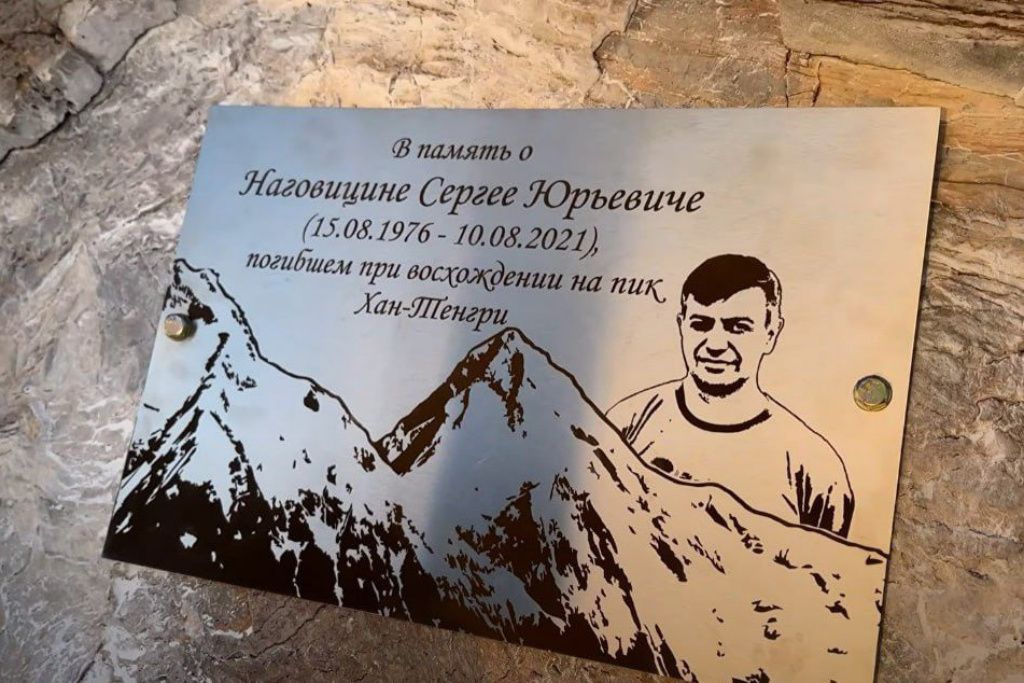 В память о
Наговицине Сергее Юрьевиче
(15.08.1976 - 10.08.2021),
погибшем при восхождении на пик
Хан-Тенгри